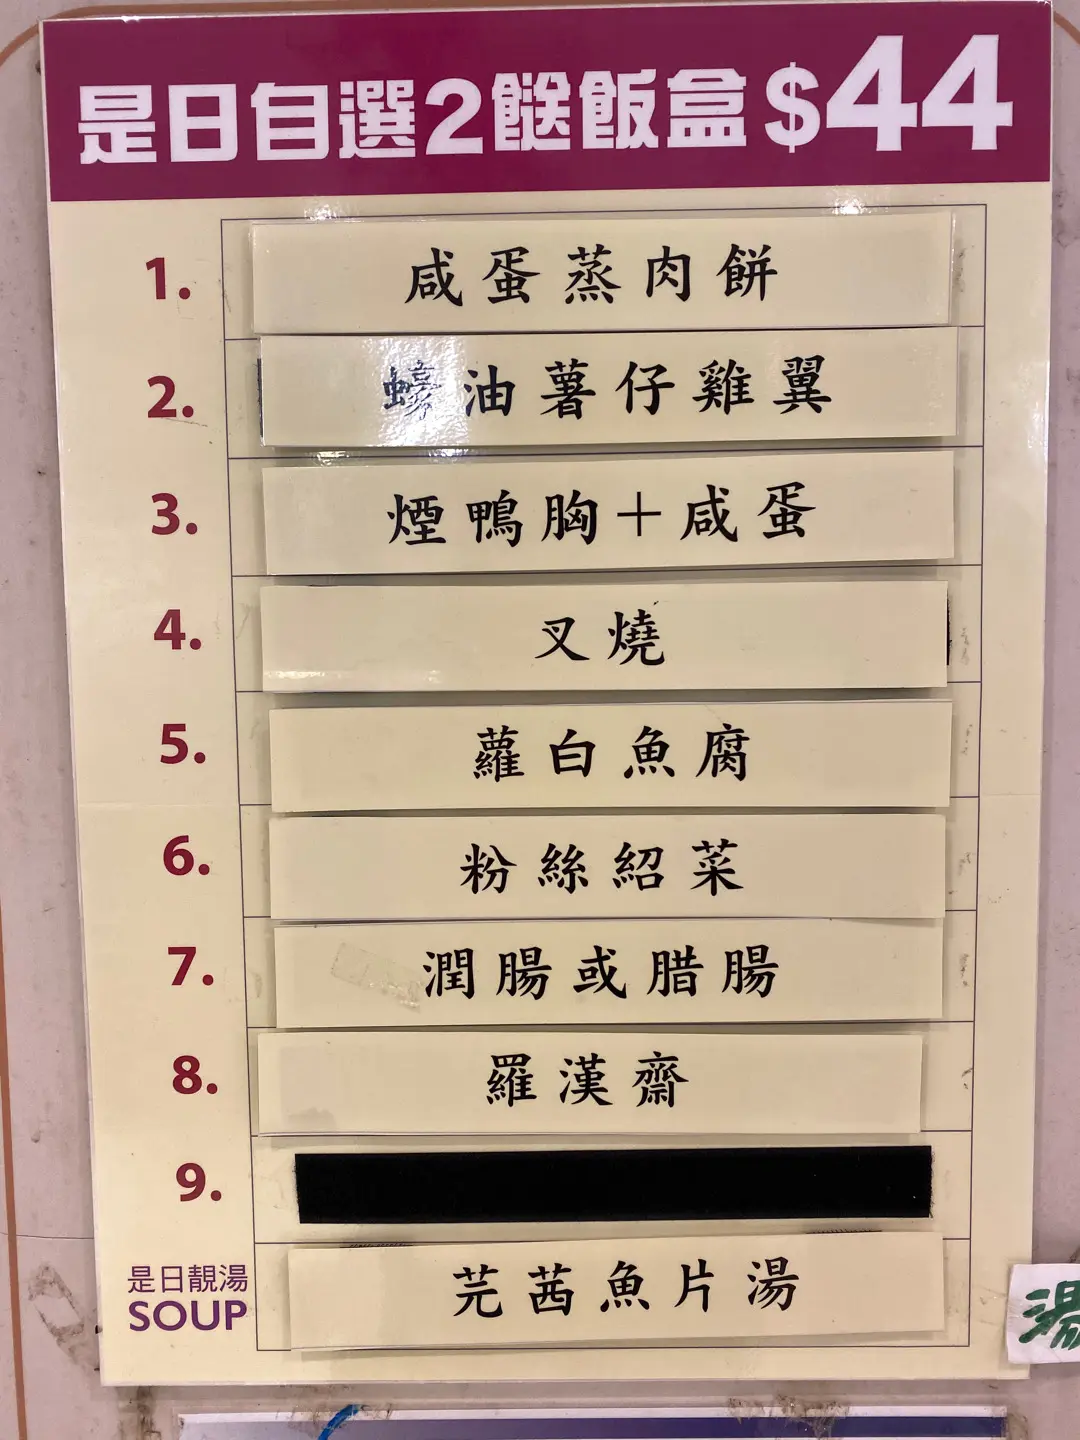 是日自選2餸飯盒$44
1. 咸蛋蒸肉餅
2. 蠔油薯仔雞翼
3. 煙鴨胸+咸蛋
4. 叉燒
5. 蘿白魚腐
6. 粉絲紹菜
7. 潤腸或腊腸
8. 羅漢齋
9.
是日靚湯
SOUP
芫茜魚片湯
湯